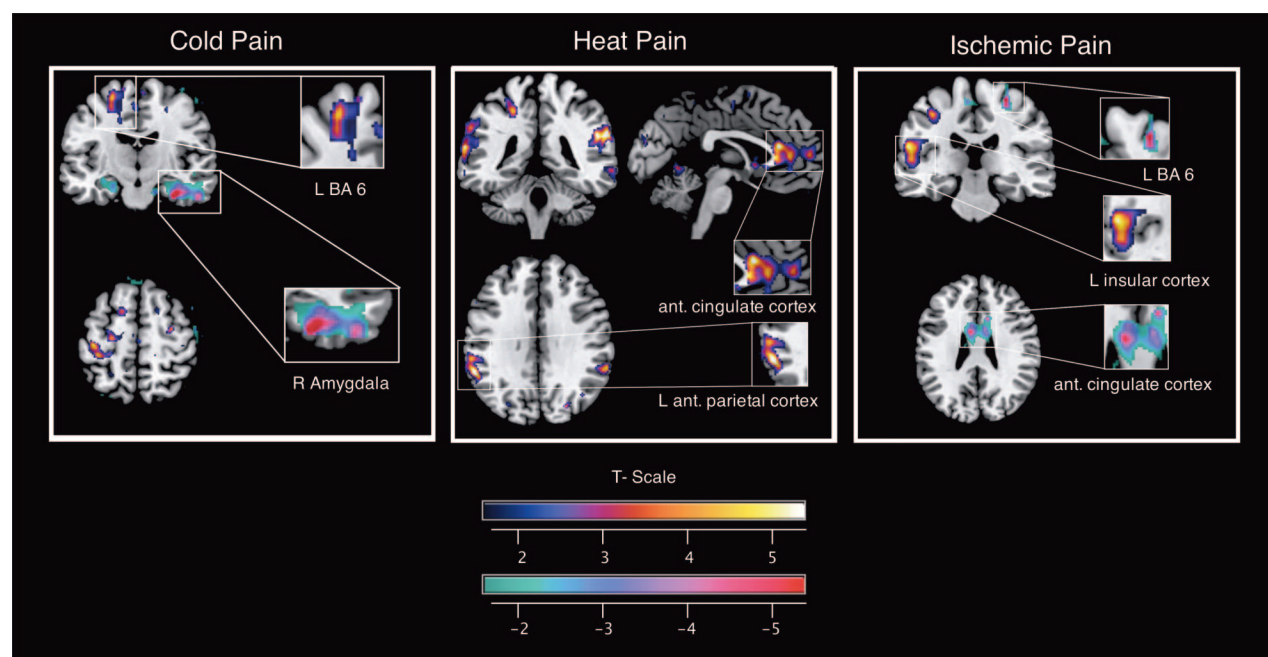 Cold Pain
Heat Pain
Ischemic Pain
L BA 6
R Amygdala
ant. cingulate cortex
L ant. parietal cortex
L BA 6
L insular cortex
ant. cingulate cortex
T- Scale
2 3 4 5
−2 −3 −4 −5